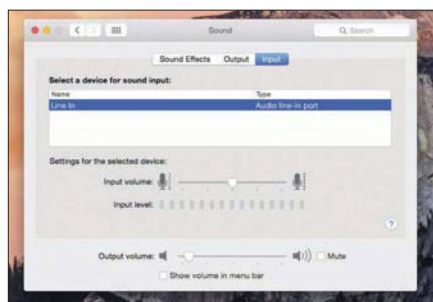 Sound
Search
Sound Effects Output Input
Select a device for sound input:
Name Type
Line In Audio line-in port
Settings for the selected device:
Input volume:
Input level:
?
Output volume: Mute
Show volume in menu bar